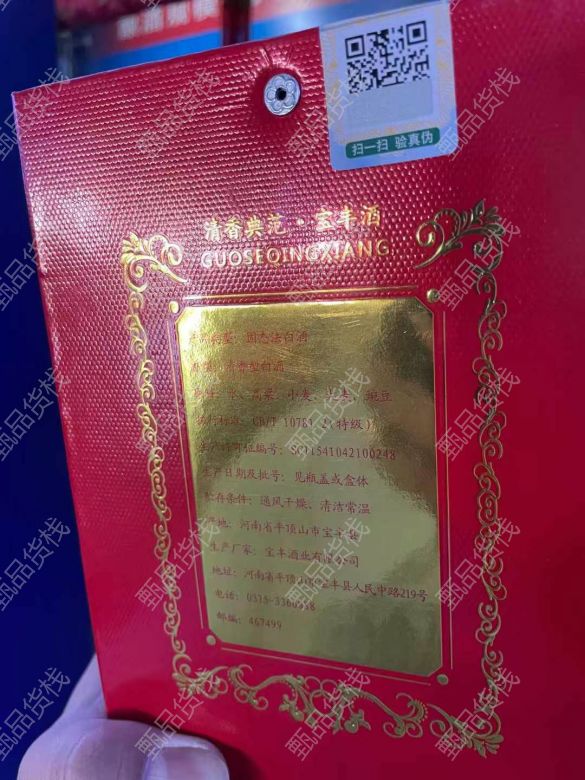 扫一扫 验真伪
清香典范·宝丰酒
GUOSEQINGXIANG
产品类型：固态法白酒
香型：清香型白酒
原料：水、高粱、小麦、大麦、豌豆
执行标准：GB/T 10781.2(特级)
生产许可证编号：SC11541042100248
生产日期及批号：见瓶盖或盒体
贮存条件：通风干燥、清洁常温
产地：河南省平顶山市宝丰县
生产厂家：宝丰酒业有限公司
地址：河南省平顶山市宝丰县人民中路219号
电话：
邮编：467499
甄品货栈